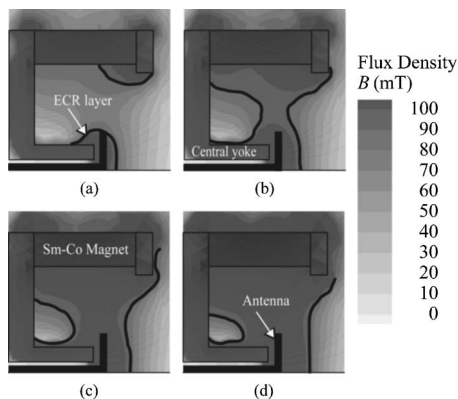 ECR layer
(a)
Central yoke
(b)
Flux Density
B (mT)
100
90
80
70
60
50
40
30
20
10
0
Sm-Co Magnet
(c)
Antenna
(d)